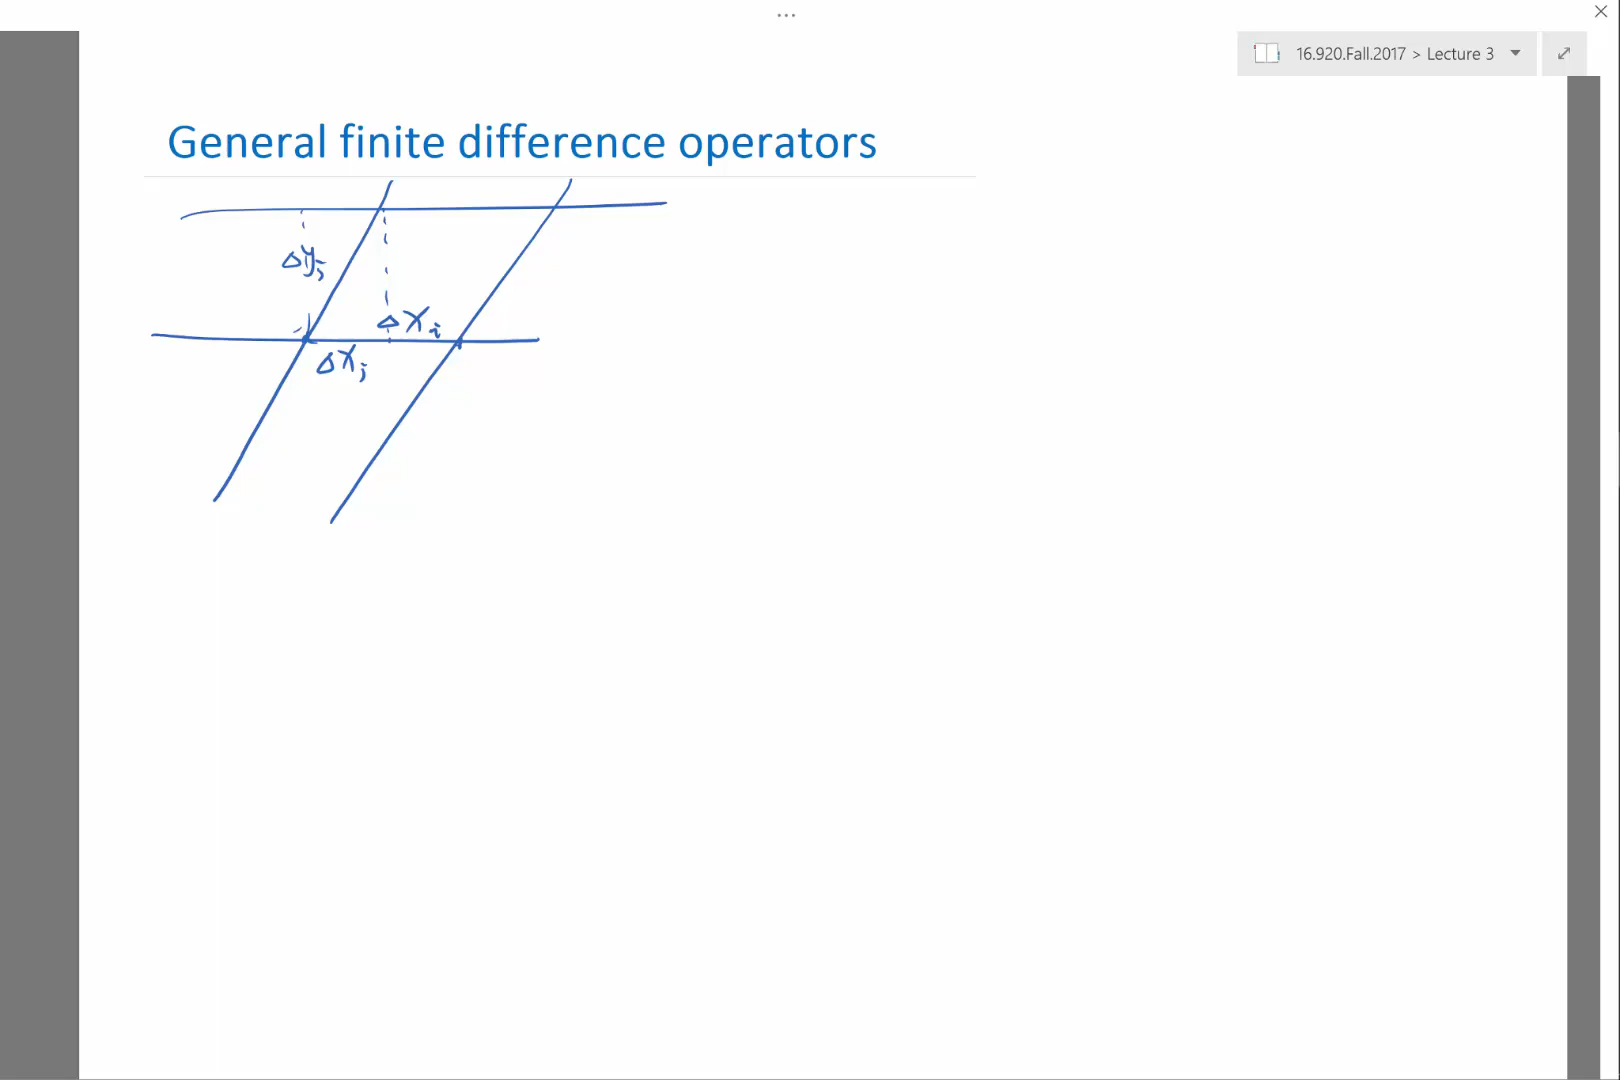 16.920.Fall.2017 > Lecture 3
General finite difference operators
Δyⱼ
Δxᵢ
Δxⱼ